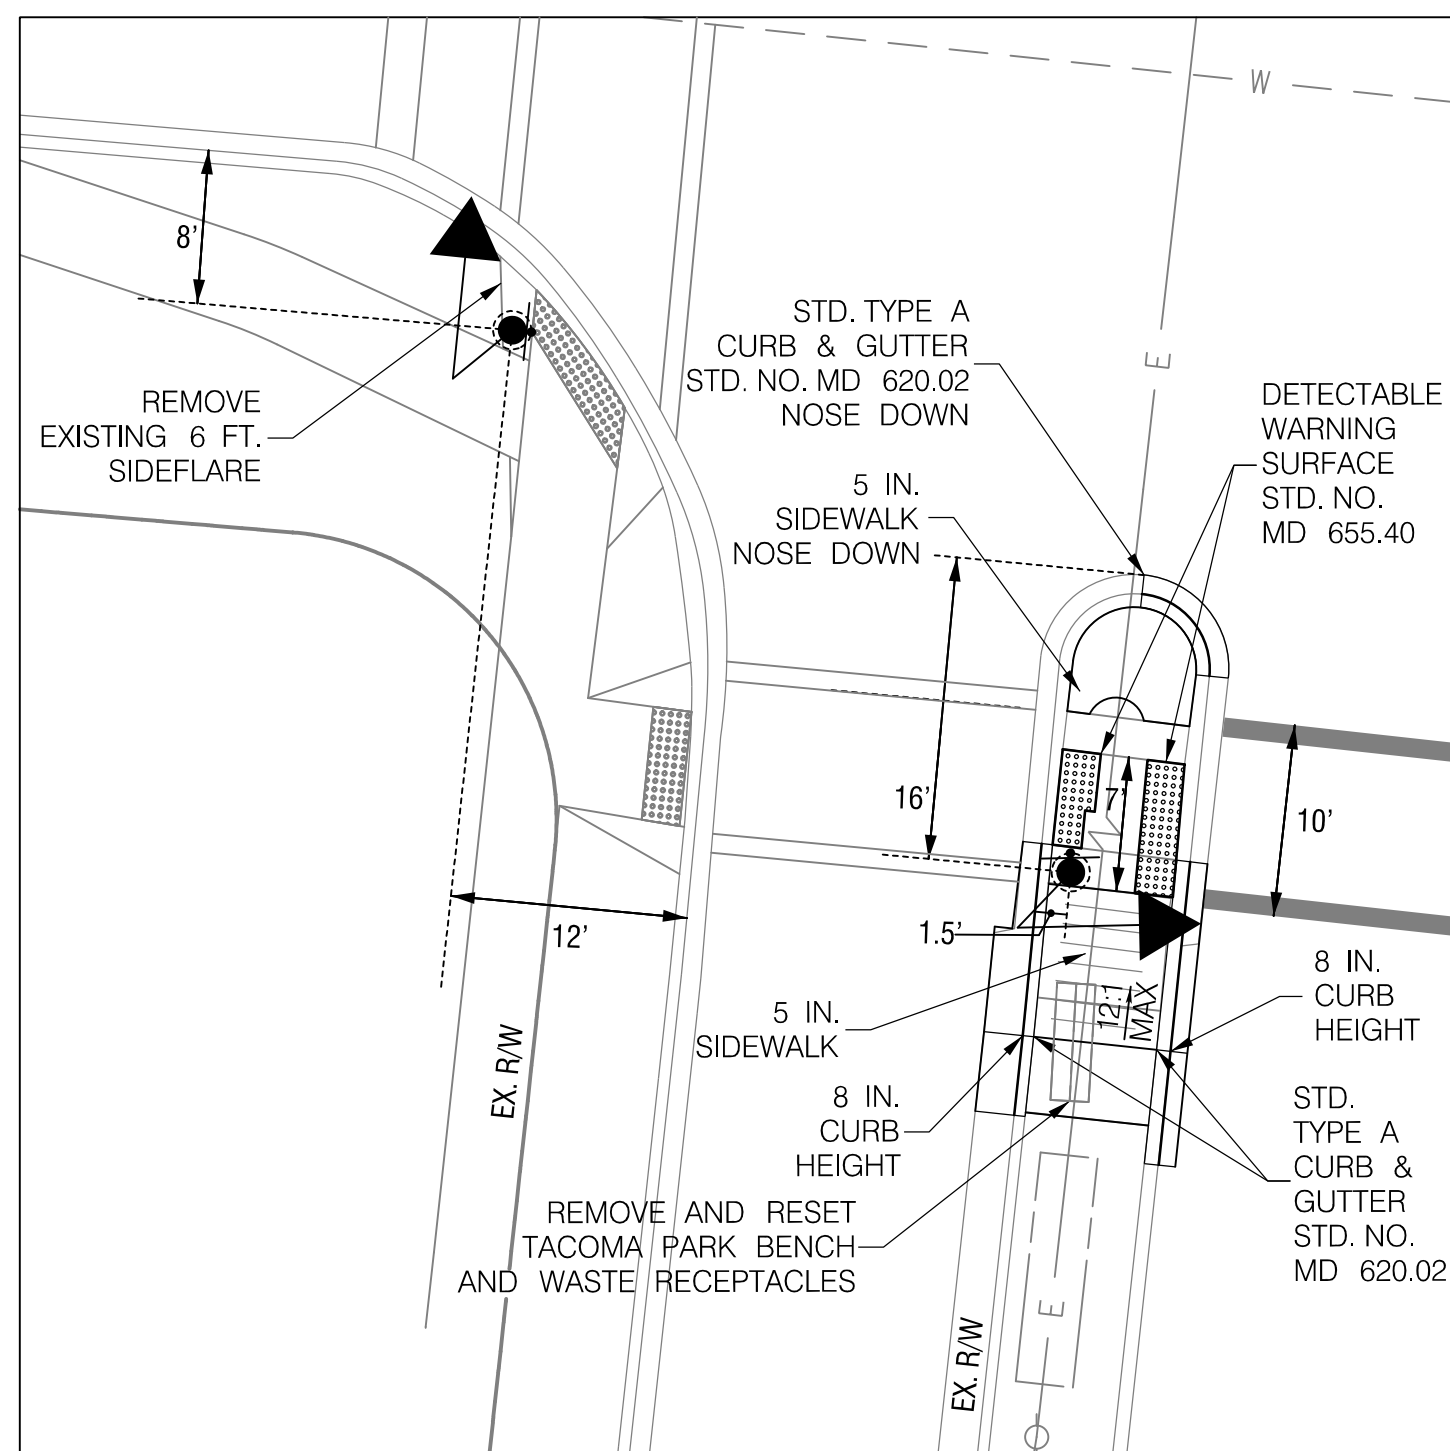 W
8'
STD. TYPE A
CURB & GUTTER
STD. NO. MD 620.02
NOSE DOWN
E
REMOVE
EXISTING 6 FT.
SIDEFLARE
DETECTABLE
WARNING
SURFACE
STD. NO.
MD 655.40
5 IN.
SIDEWALK
NOSE DOWN
16'
7'
10'
12'
1.5'
5 IN.
SIDEWALK
12:1
MAX
8 IN.
CURB
HEIGHT
EX. R/W
8 IN.
CURB
HEIGHT
STD.
TYPE A
CURB &
GUTTER
STD. NO.
MD 620.02
REMOVE AND RESET
TACOMA PARK BENCH
AND WASTE RECEPTACLES
E
EX. R/W